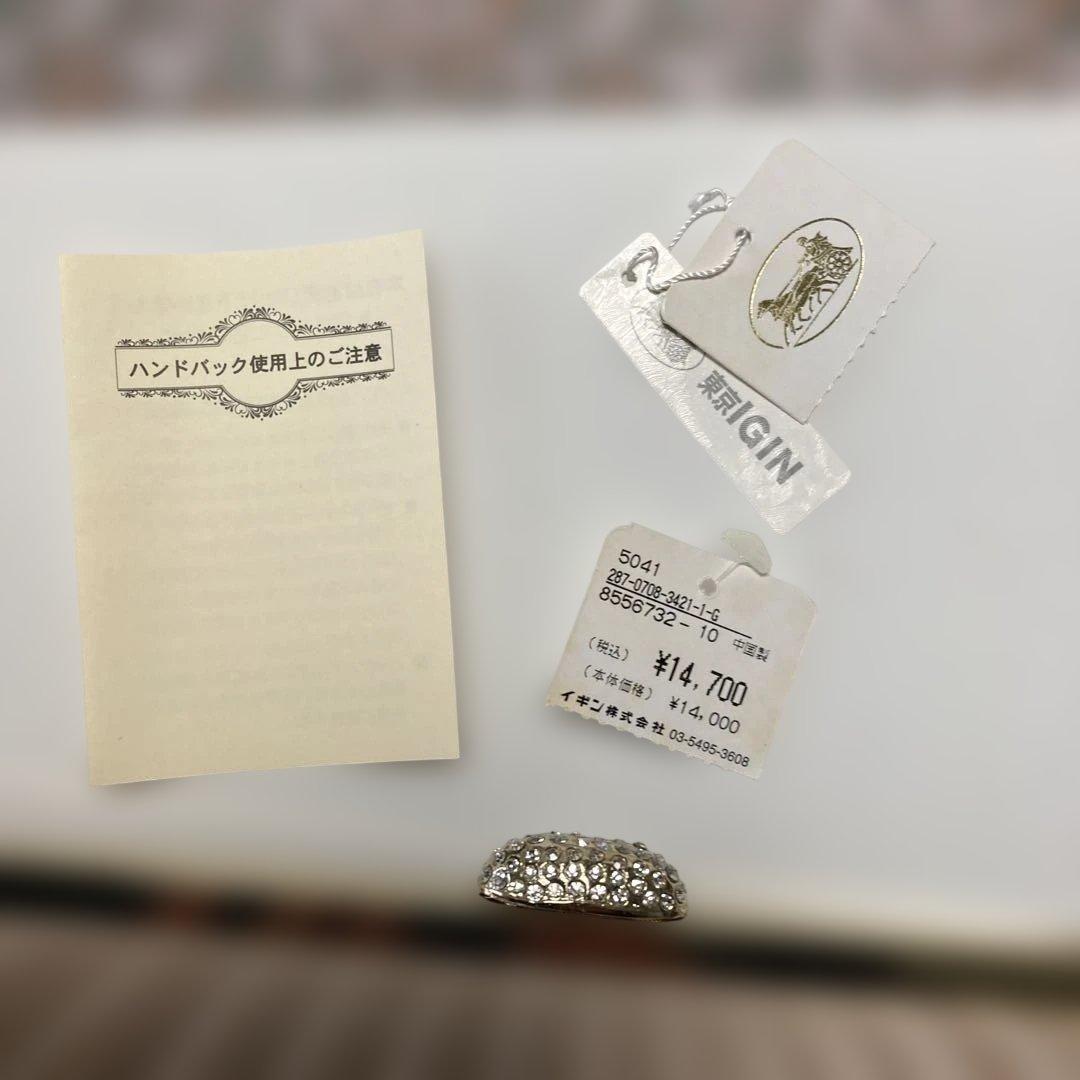 ハンドバック使用上のご注意
東京IGIN
5041
287-0708-3421-1-G
8556732-10 中国製
(税込) ¥14,700
(本体価格) ¥14,000
イギン株式会社 03-5495-3608